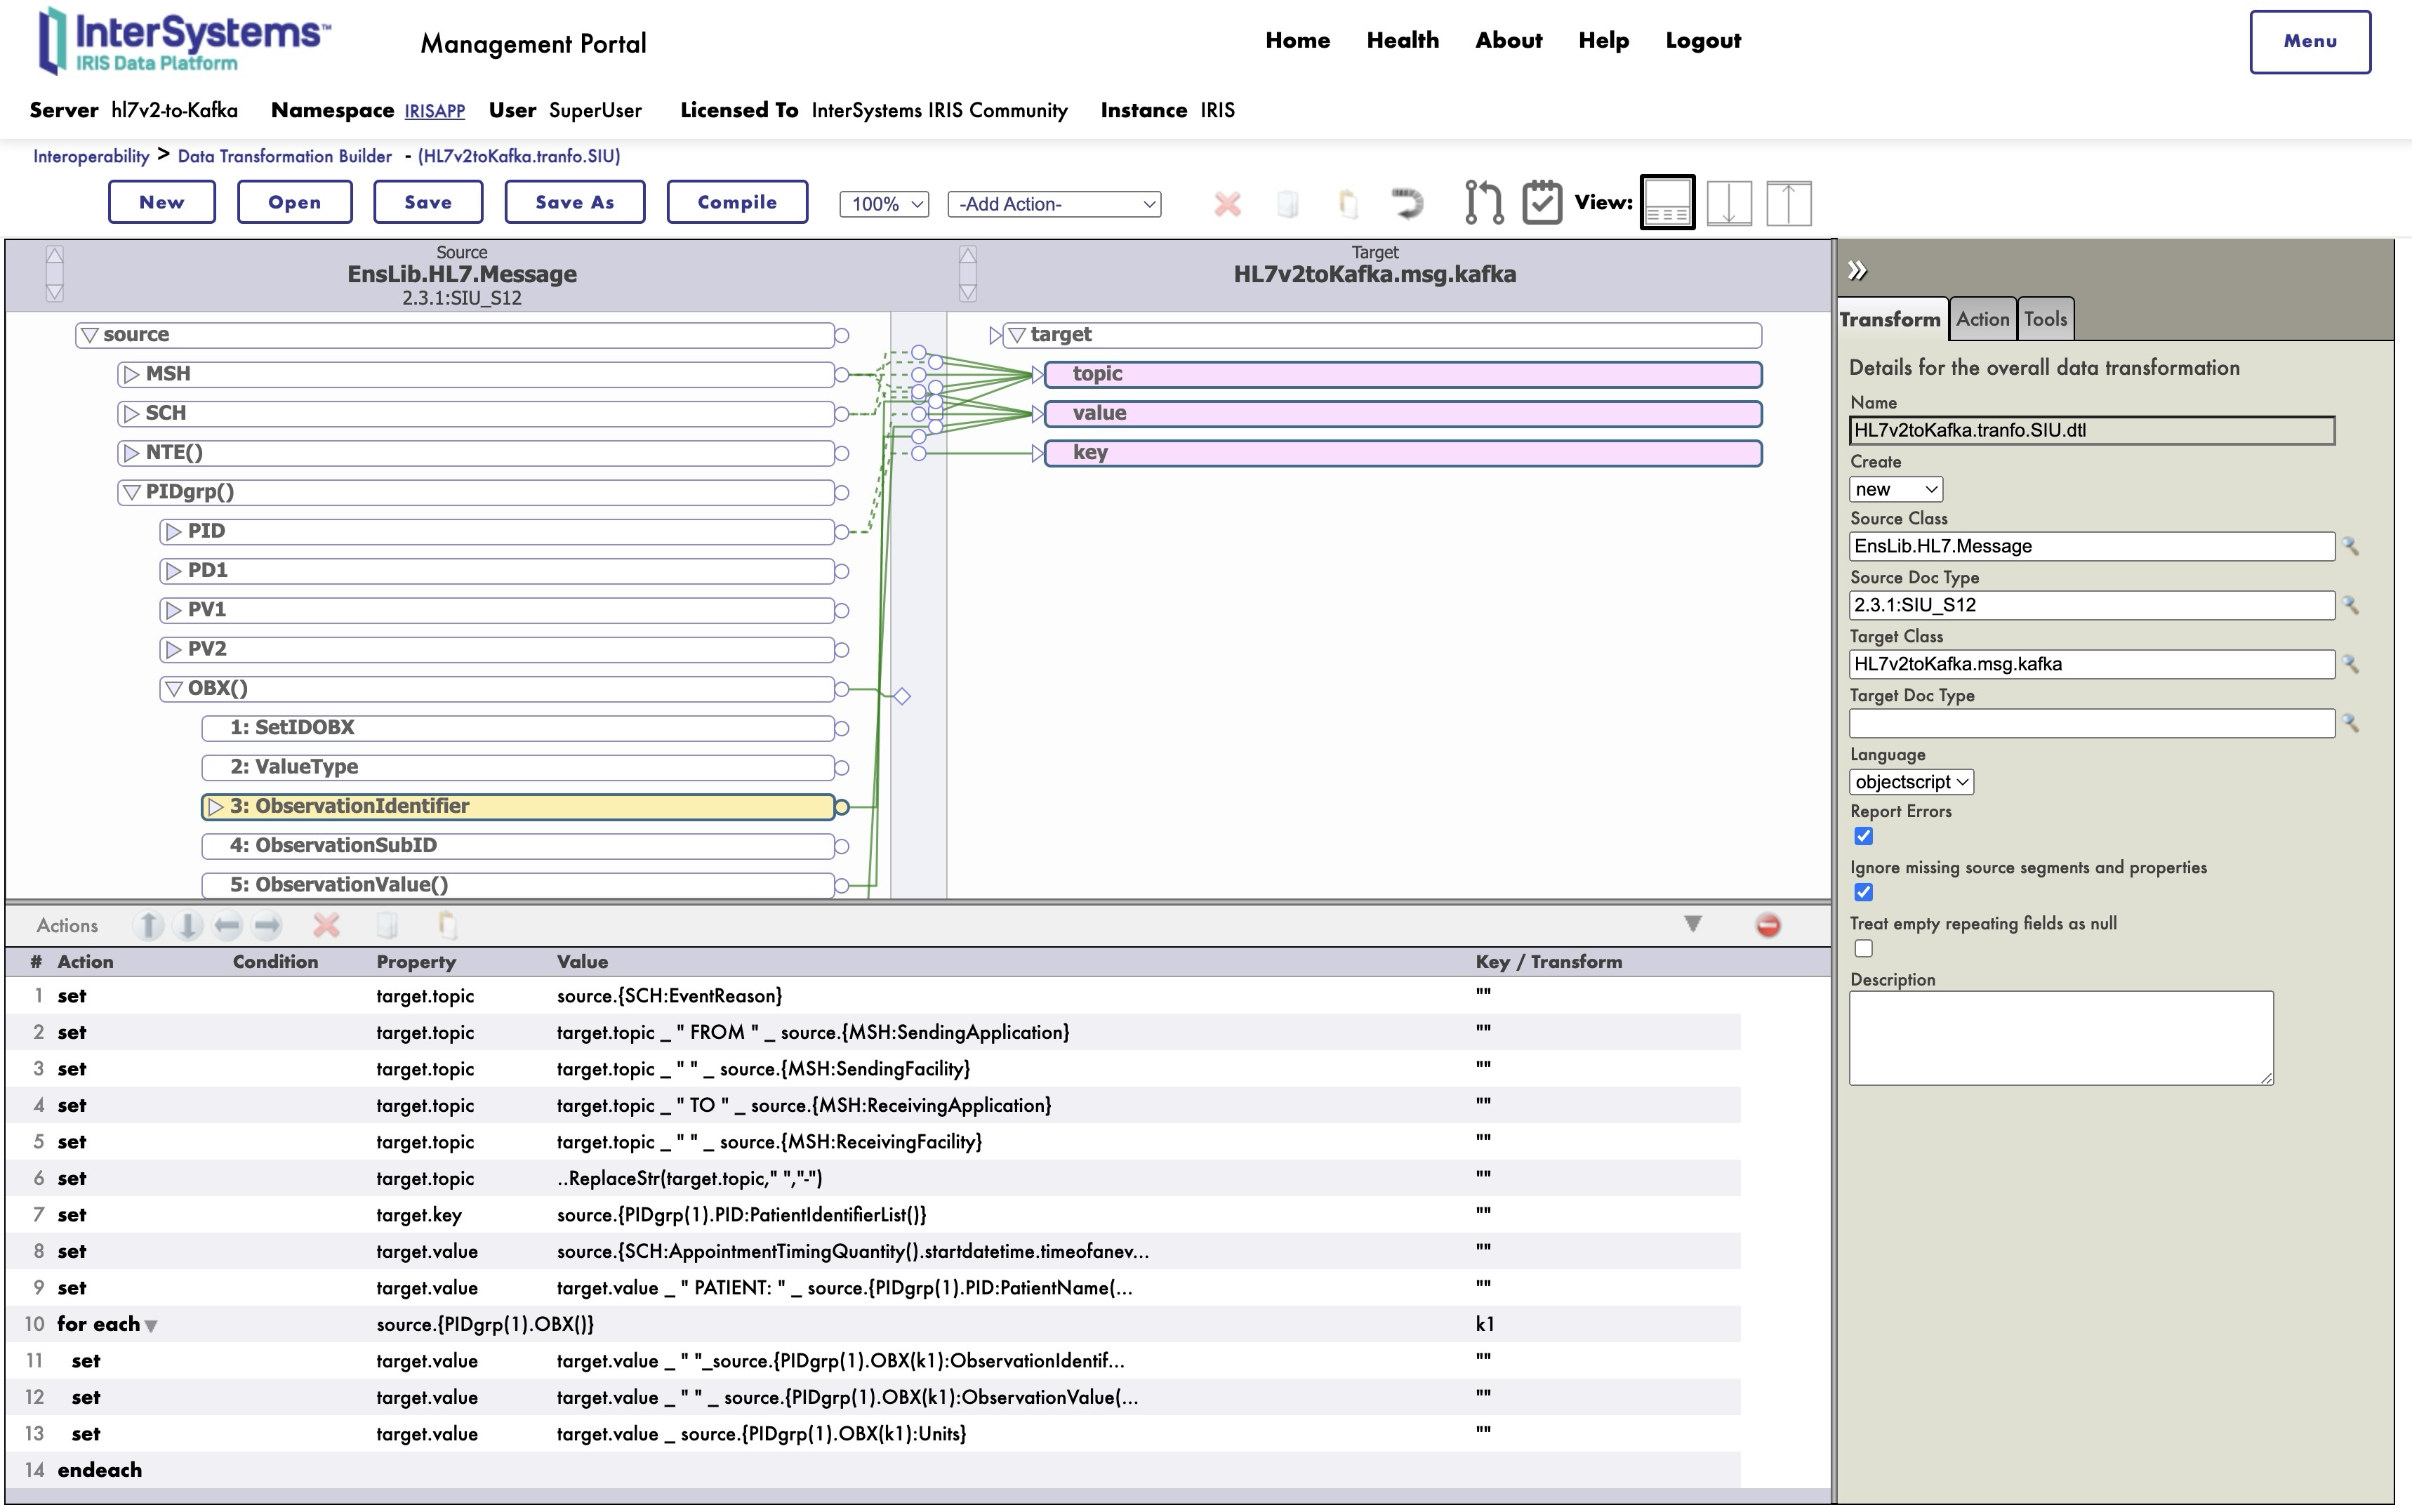 InterSystems™
IRIS Data Platform
Management Portal
Home Health About Help Logout
Menu
Server hl7v2-to-Kafka Namespace IRISAPP User SuperUser Licensed To InterSystems IRIS Community Instance IRIS
Interoperability > Data Transformation Builder - (HL7v2toKafka.tranfo.SIU)
New Open Save Save As Compile 100% -Add Action- View:
Source
EnsLib.HL7.Message
2.3.1:SIU_S12
Target
HL7v2toKafka.msg.kafka
source
MSH
SCH
NTE()
PIDgrp()
PID
PD1
PV1
PV2
OBX()
1: SetIDOBX
2: ValueType
3: ObservationIdentifier
4: ObservationSubID
5: ObservationValue()
target
topic
value
key
Transform Action Tools
Details for the overall data transformation
Name
HL7v2toKafka.tranfo.SIU.dtl
Create
new
Source Class
EnsLib.HL7.Message
Source Doc Type
2.3.1:SIU_S12
Target Class
HL7v2toKafka.msg.kafka
Target Doc Type
Language
objectscript
Report Errors
Ignore missing source segments and properties
Treat empty repeating fields as null
Description
Actions
# Action Condition Property Value Key / Transform
1 set target.topic source.{SCH:EventReason} ""
2 set target.topic target.topic _ " FROM " _ source.{MSH:SendingApplication} ""
3 set target.topic target.topic _ " " _ source.{MSH:SendingFacility} ""
4 set target.topic target.topic _ " TO " _ source.{MSH:ReceivingApplication} ""
5 set target.topic target.topic _ " " _ source.{MSH:ReceivingFacility} ""
6 set target.topic ..ReplaceStr(target.topic," ","-") ""
7 set target.key source.{PIDgrp(1).PID:PatientIdentifierList()} ""
8 set target.value source.{SCH:AppointmentTimingQuantity().startdatetime.timeofanev... ""
9 set target.value target.value _ " PATIENT: " _ source.{PIDgrp(1).PID:PatientName(... ""
10 for each source.{PIDgrp(1).OBX()} k1
11 set target.value target.value _ " "_source.{PIDgrp(1).OBX(k1):ObservationIdentif... ""
12 set target.value target.value _ " " _ source.{PIDgrp(1).OBX(k1):ObservationValue(... ""
13 set target.value target.value _ source.{PIDgrp(1).OBX(k1):Units} ""
14 endeach